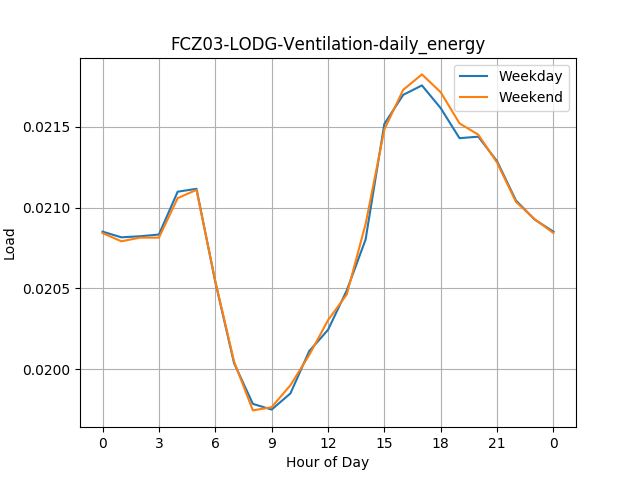 FCZ03-LODG-Ventilation-daily_energy
Weekday
Weekend
0.0215
0.0210
0.0205
0.0200
Load
0 3 6 9 12 15 18 21 0
Hour of Day